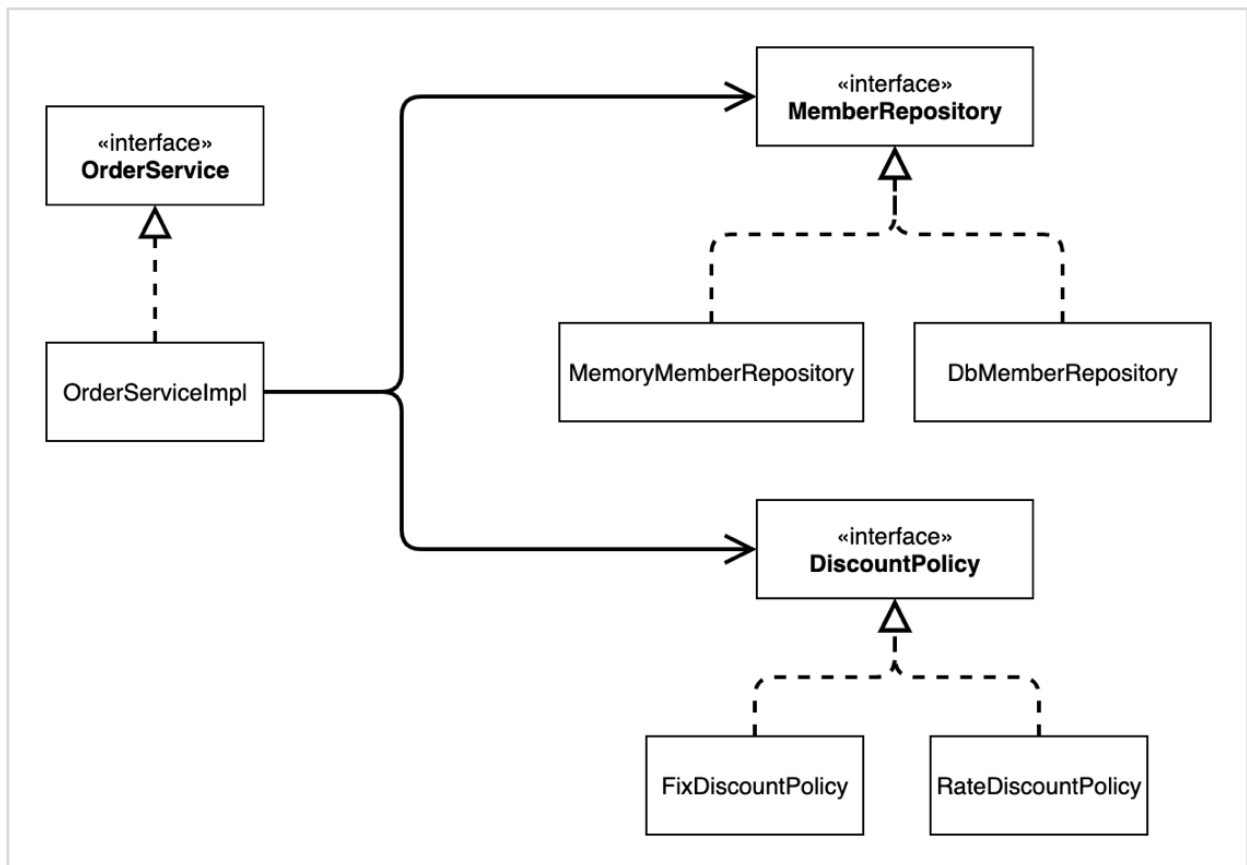 «interface»
OrderService
OrderServiceImpl
«interface»
MemberRepository
MemoryMemberRepository
DbMemberRepository
«interface»
DiscountPolicy
FixDiscountPolicy
RateDiscountPolicy